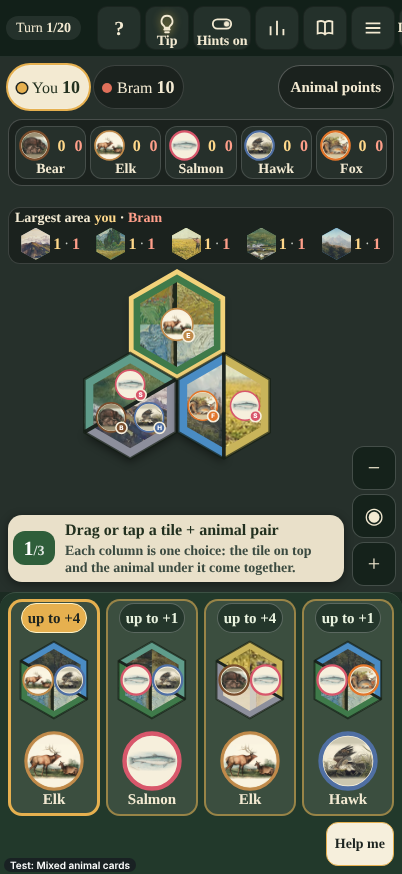 Turn 1/20
?
Tip
Hints on
You 10
Bram 10
Animal points
0 0
0 0
0 0
0 0
0 0
Bear
Elk
Salmon
Hawk
Fox
Largest area you · Bram
1 · 1
1 · 1
1 · 1
1 · 1
1 · 1
E
S
B
H
F
S
−
+
1/3
Drag or tap a tile + animal pair
Each column is one choice: the tile on top
and the animal under it come together.
up to +4
up to +1
up to +4
up to +1
Elk
Salmon
Elk
Hawk
Help me
Test: Mixed animal cards